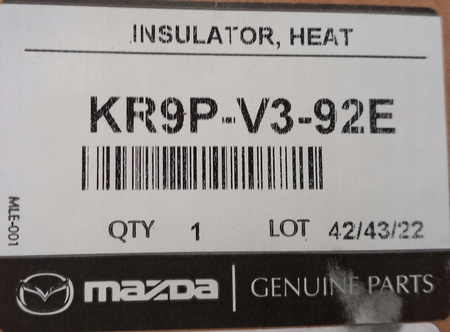 INSULATOR, HEAT
KR9P-V3-92E
QTY 1 LOT 42/43/22
MLE-001
mazda GENUINE PARTS